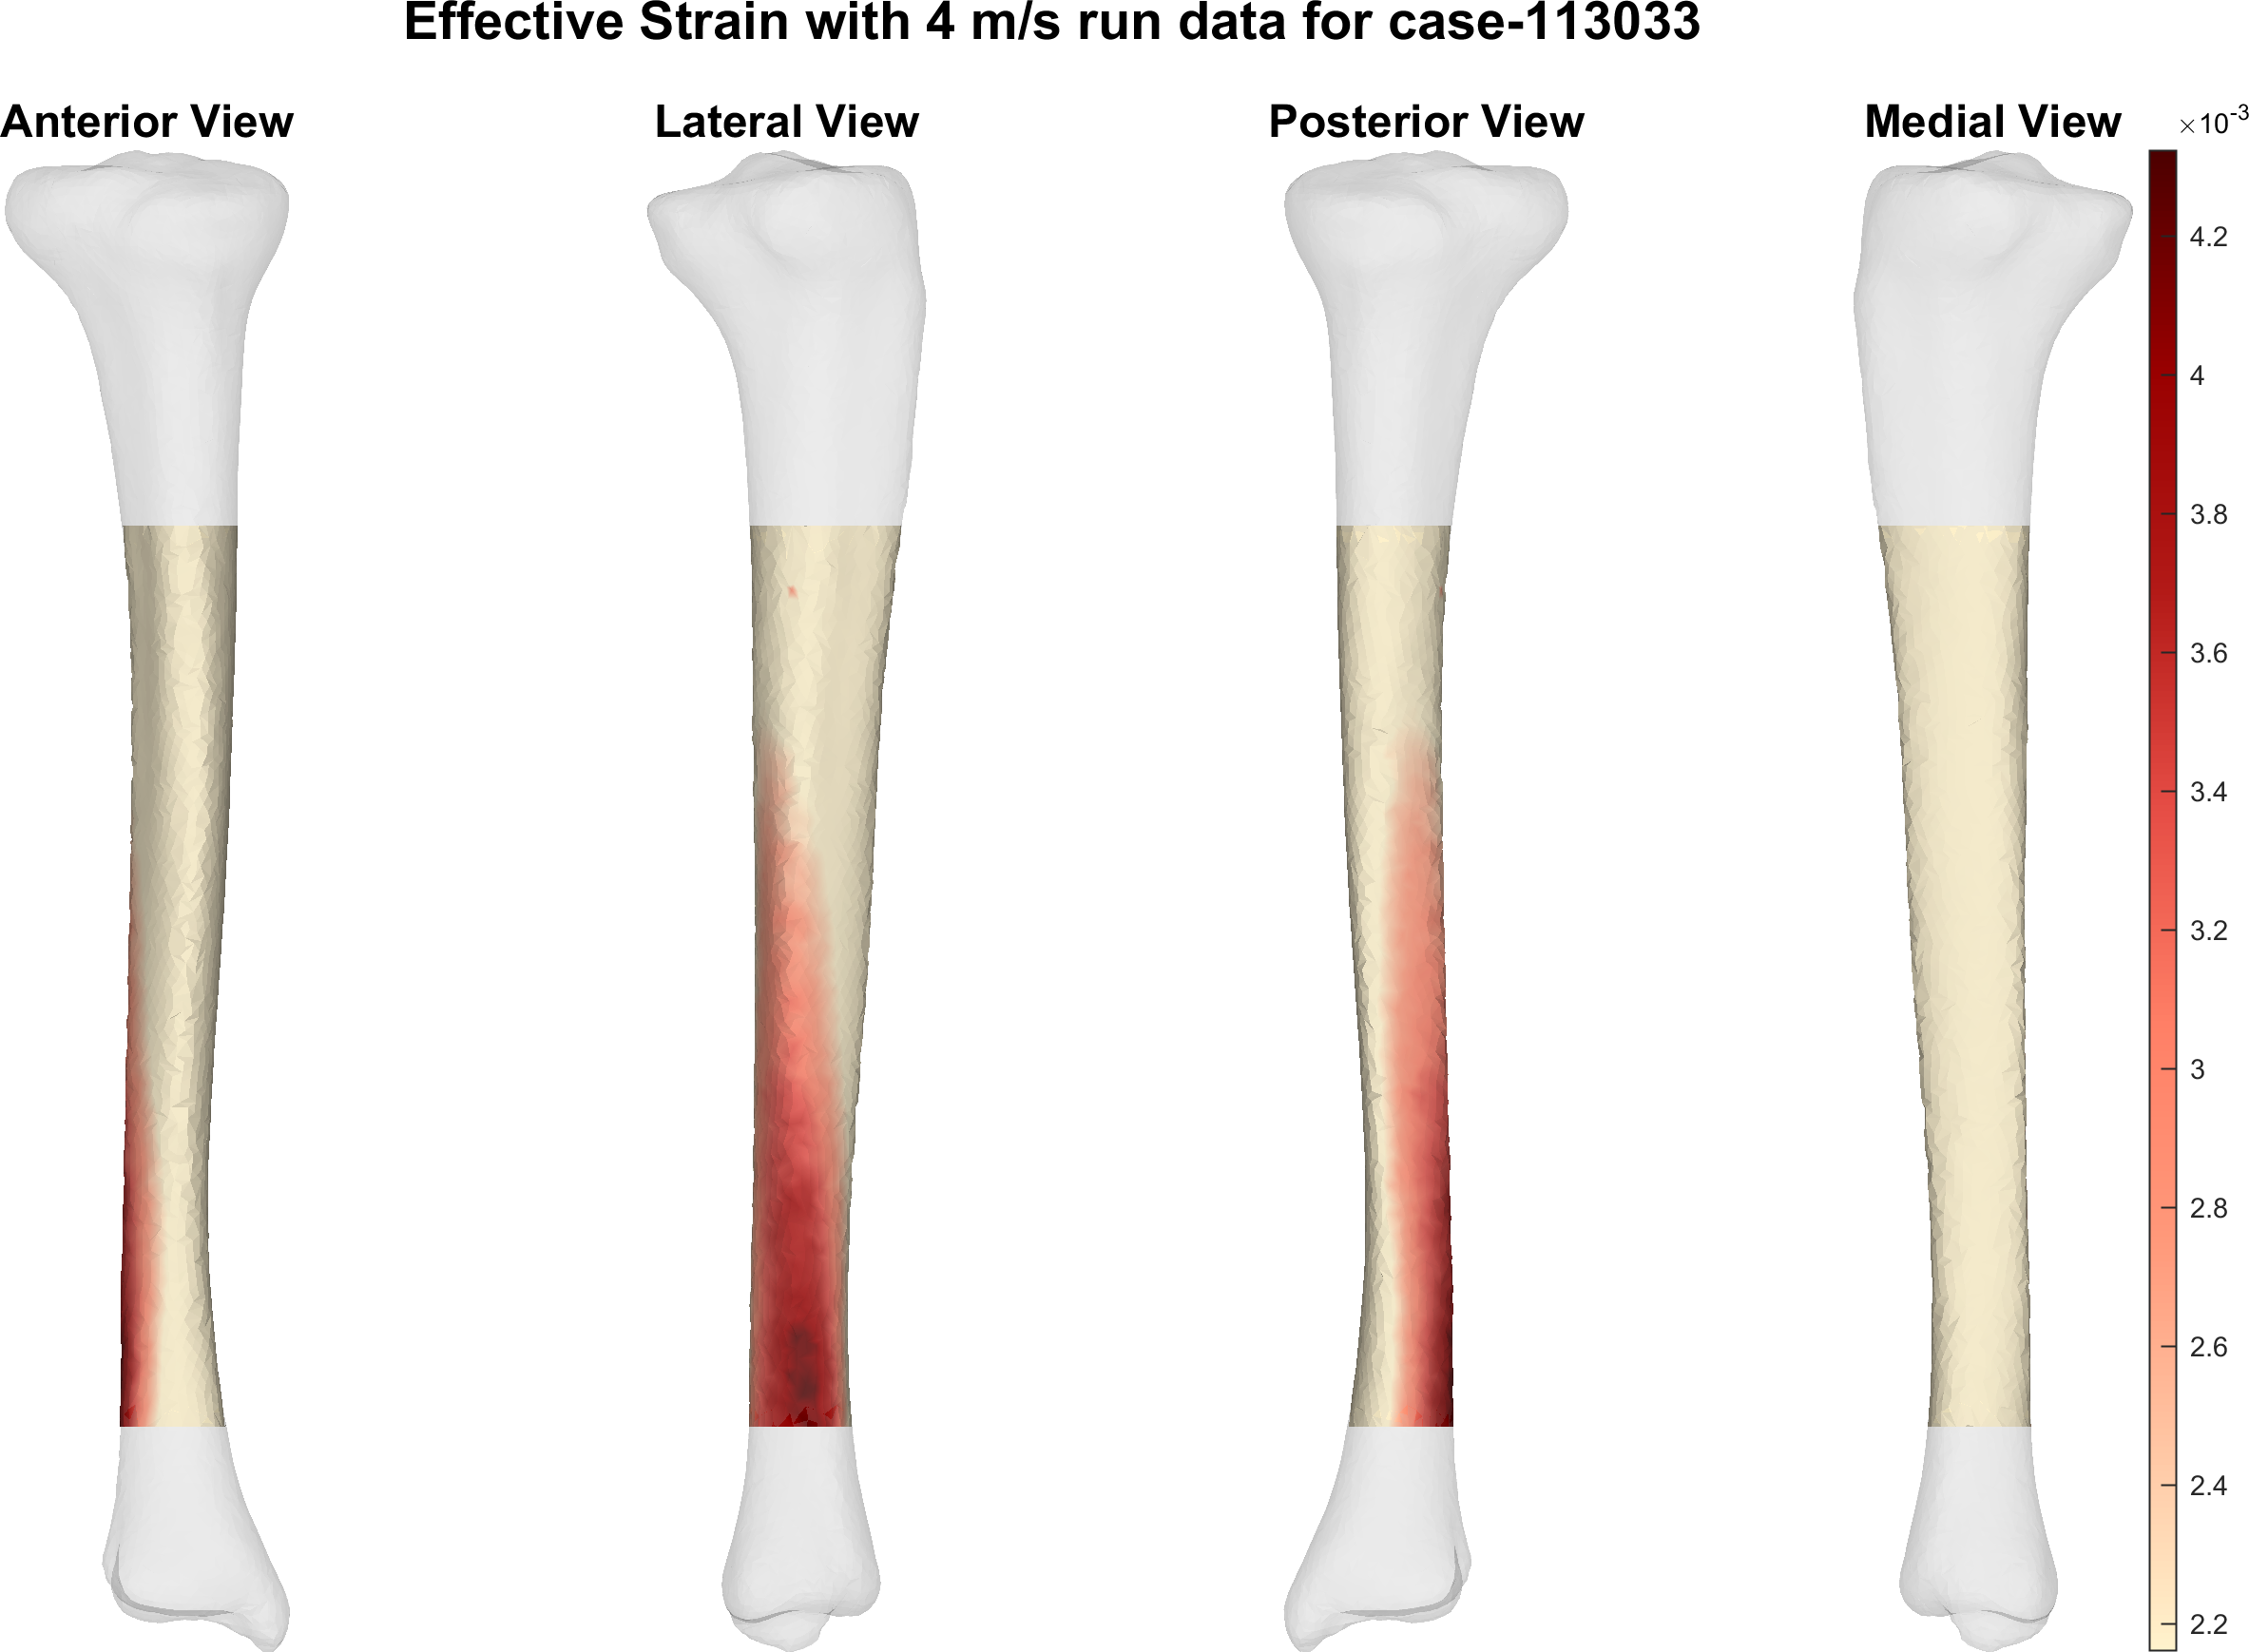 Effective Strain with 4 m/s run data for case-113033
Anterior View
Lateral View
Posterior View
Medial View
×10-3
4.2
4
3.8
3.6
3.4
3.2
3
2.8
2.6
2.4
2.2